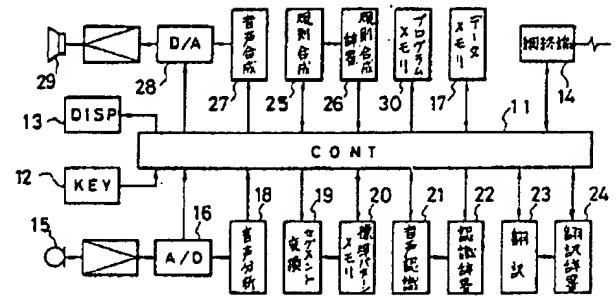 29
D/A
28
音声合成
27
規則合成
25
規則合成辞書
26
プログラムメモリ
30
データメモリ
17
網終端
14
13
DISP
11
CONT
12
KEY
15
A/D
16
音声分析
18
セグメント変換
19
標準パターンメモリ
20
音声認識
21
認識辞書
22
翻訳
23
翻訳辞書
24